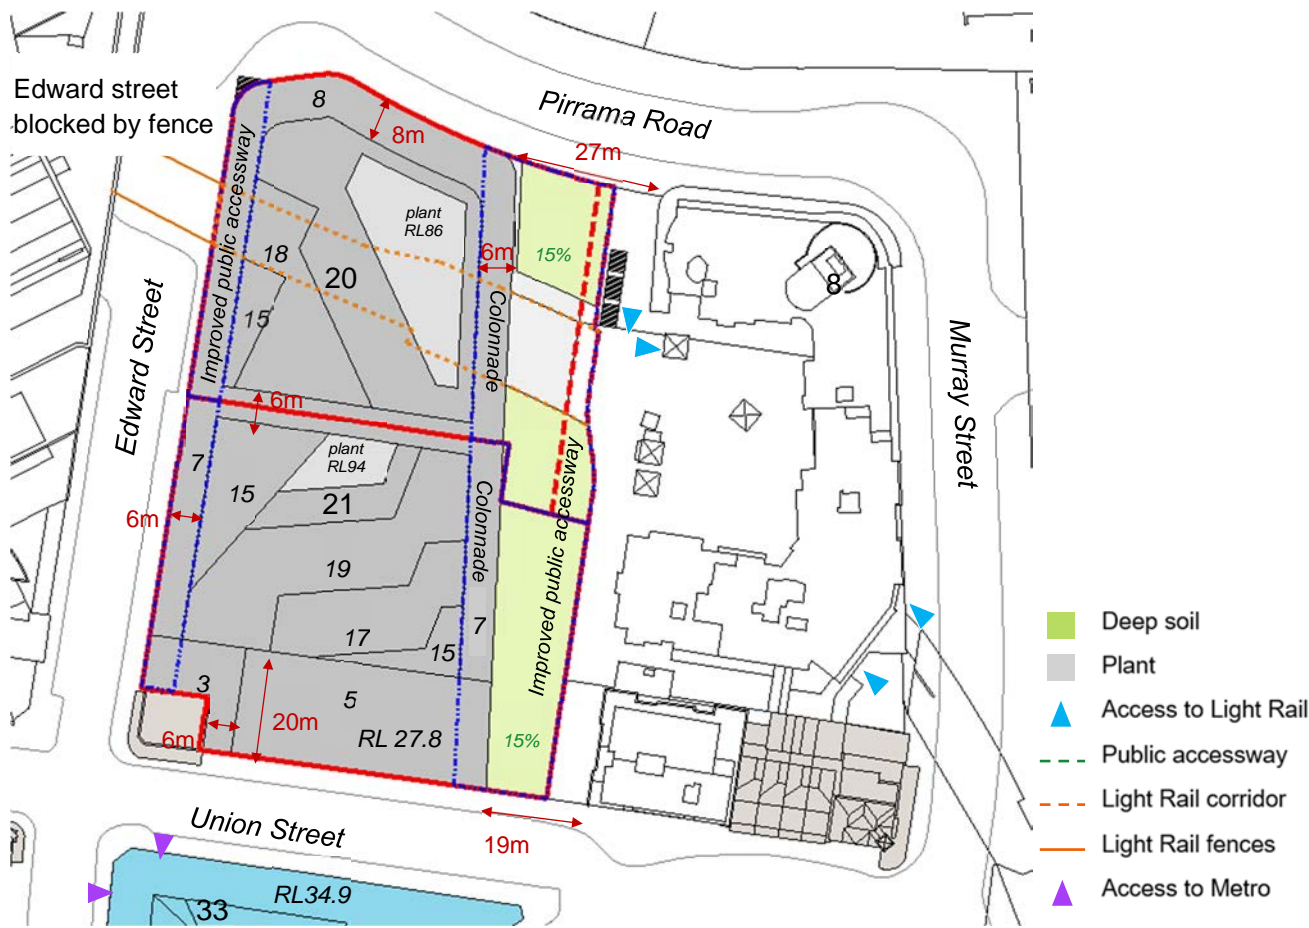 Edward street
blocked by fence
Pirrama Road
8
8m
27m
Improved public accessway
plant
RL86
6m
15%
18
20
15
Colonnade
8
Edward Street
Murray Street
6m
7
plant
RL94
15
21
Colonnade
6m
19
Improved public accessway
17
15
7
3
5
20m
6m
RL 27.8
15%
Union Street
19m
RL34.9
33
Deep soil
Plant
Access to Light Rail
Public accessway
Light Rail corridor
Light Rail fences
Access to Metro